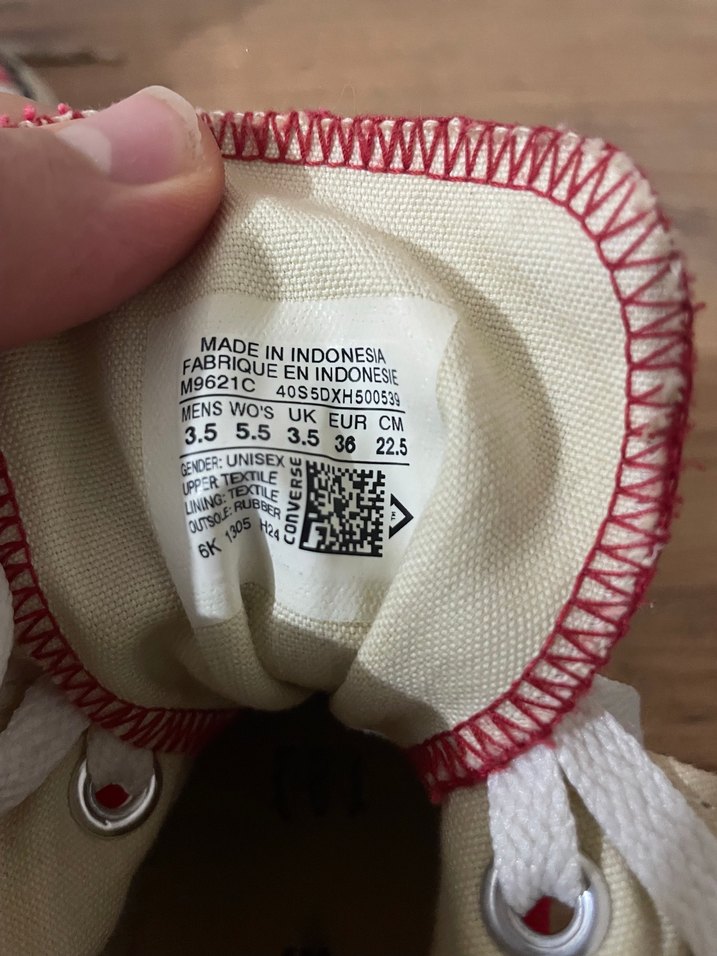 MADE IN INDONESIA
FABRIQUE EN INDONESIE
M9621C 40S5DXH500539
MENS WO'S UK EUR CM
3.5 5.5 3.5 36 22.5
GENDER: UNISEX
UPPER: TEXTILE
LINING: TEXTILE
OUTSOLE: RUBBER
6K 1305 H24
CONVERSE